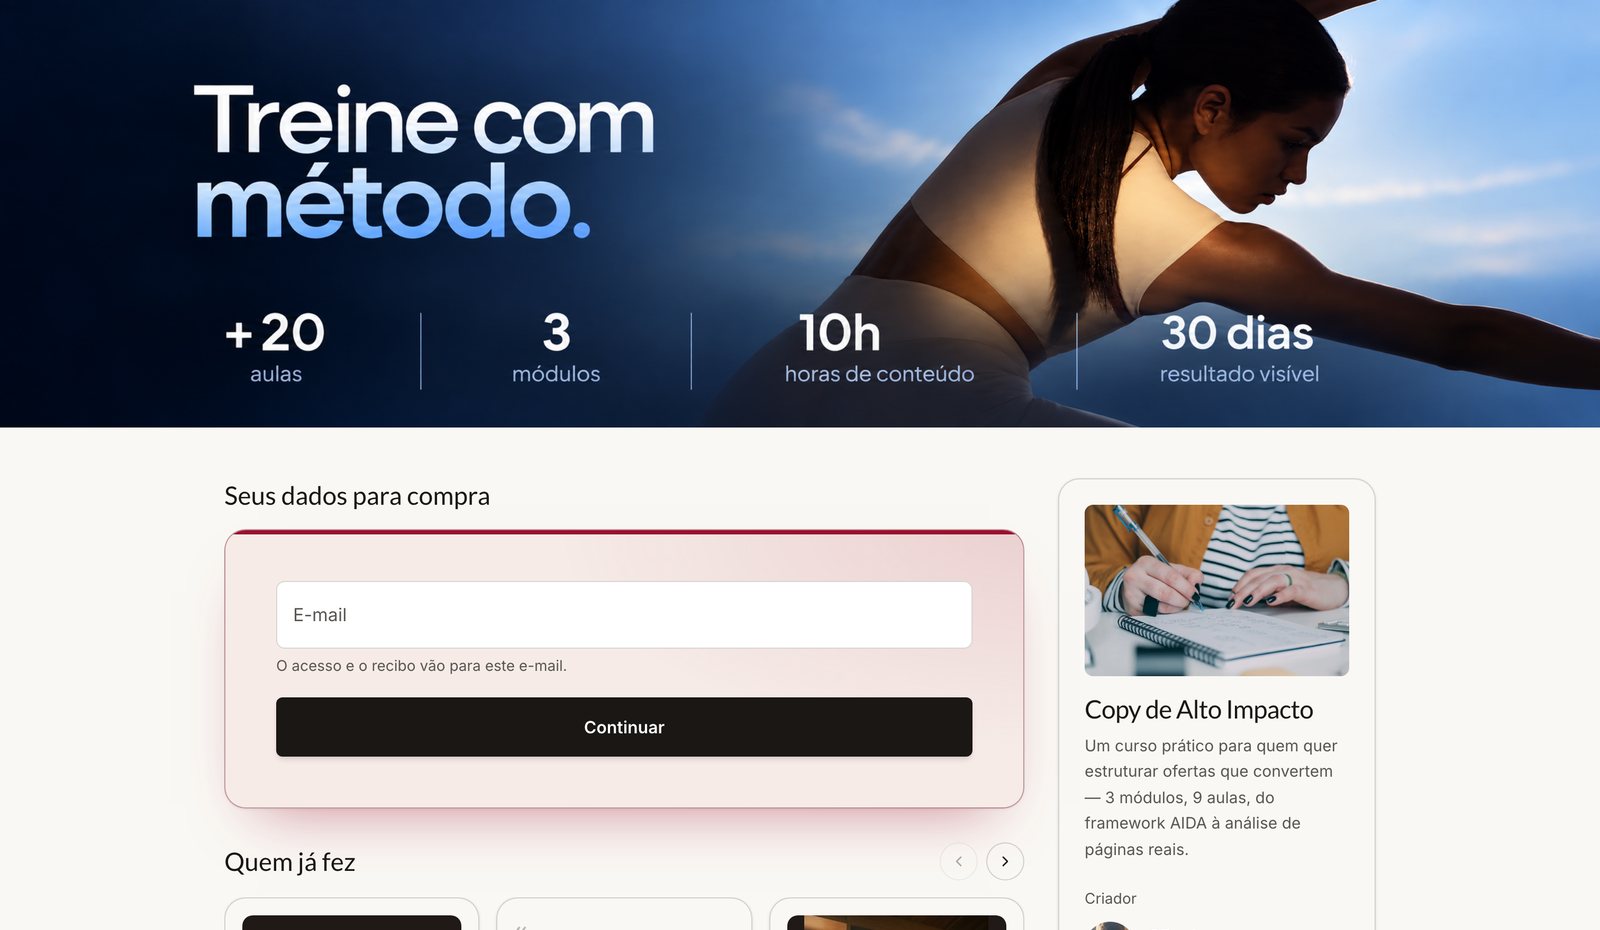 Treine com
método.
+20
aulas
3
módulos
10h
horas de conteúdo
30 dias
resultado visível
Seus dados para compra
E-mail
O acesso e o recibo vão para este e-mail.
Continuar
Quem já fez
“
Copy de Alto Impacto
Um curso prático para quem quer
estruturar ofertas que convertem
— 3 módulos, 9 aulas, do
framework AIDA à análise de
páginas reais.
Criador